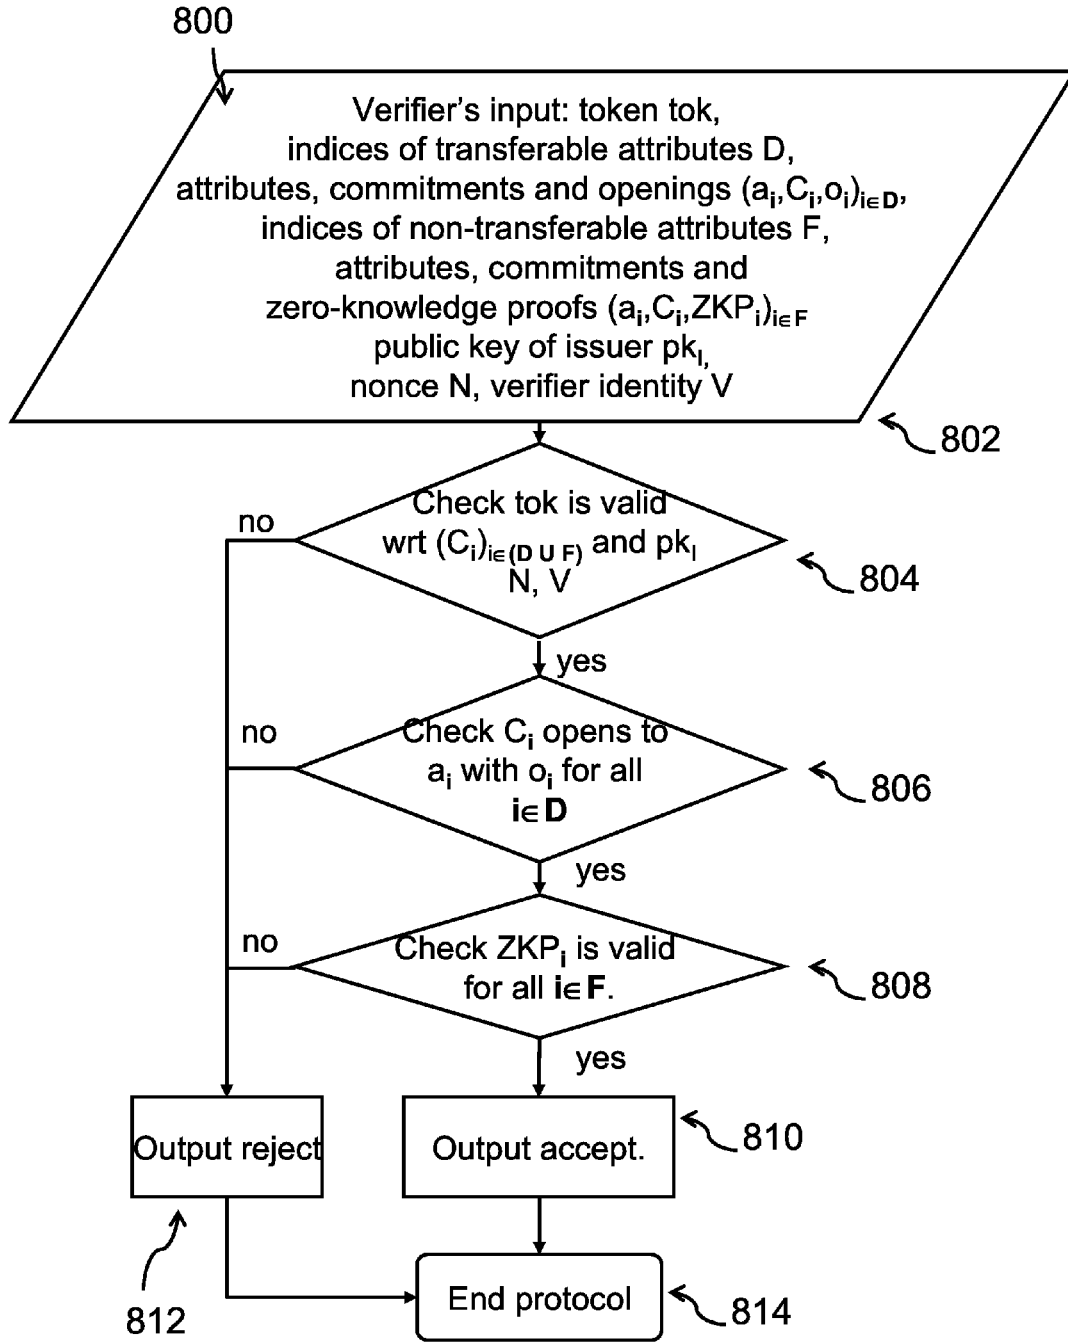 800
Verifier's input: token tok,
indices of transferable attributes D,
attributes, commitments and openings (aᵢ,Cᵢ,oᵢ)i∈D,
indices of non-transferable attributes F,
attributes, commitments and
zero-knowledge proofs (aᵢ,Cᵢ,ZKPᵢ)i∈F
public key of issuer pkI,
nonce N, verifier identity V
802
Check tok is valid
wrt (Cᵢ)i∈(D U F) and pkI
N, V
no
804
yes
Check Cᵢ opens to
aᵢ with oᵢ for all
i∈D
no
806
yes
Check ZKPᵢ is valid
for all i∈F.
no
808
yes
Output reject
Output accept.
810
812
End protocol
814